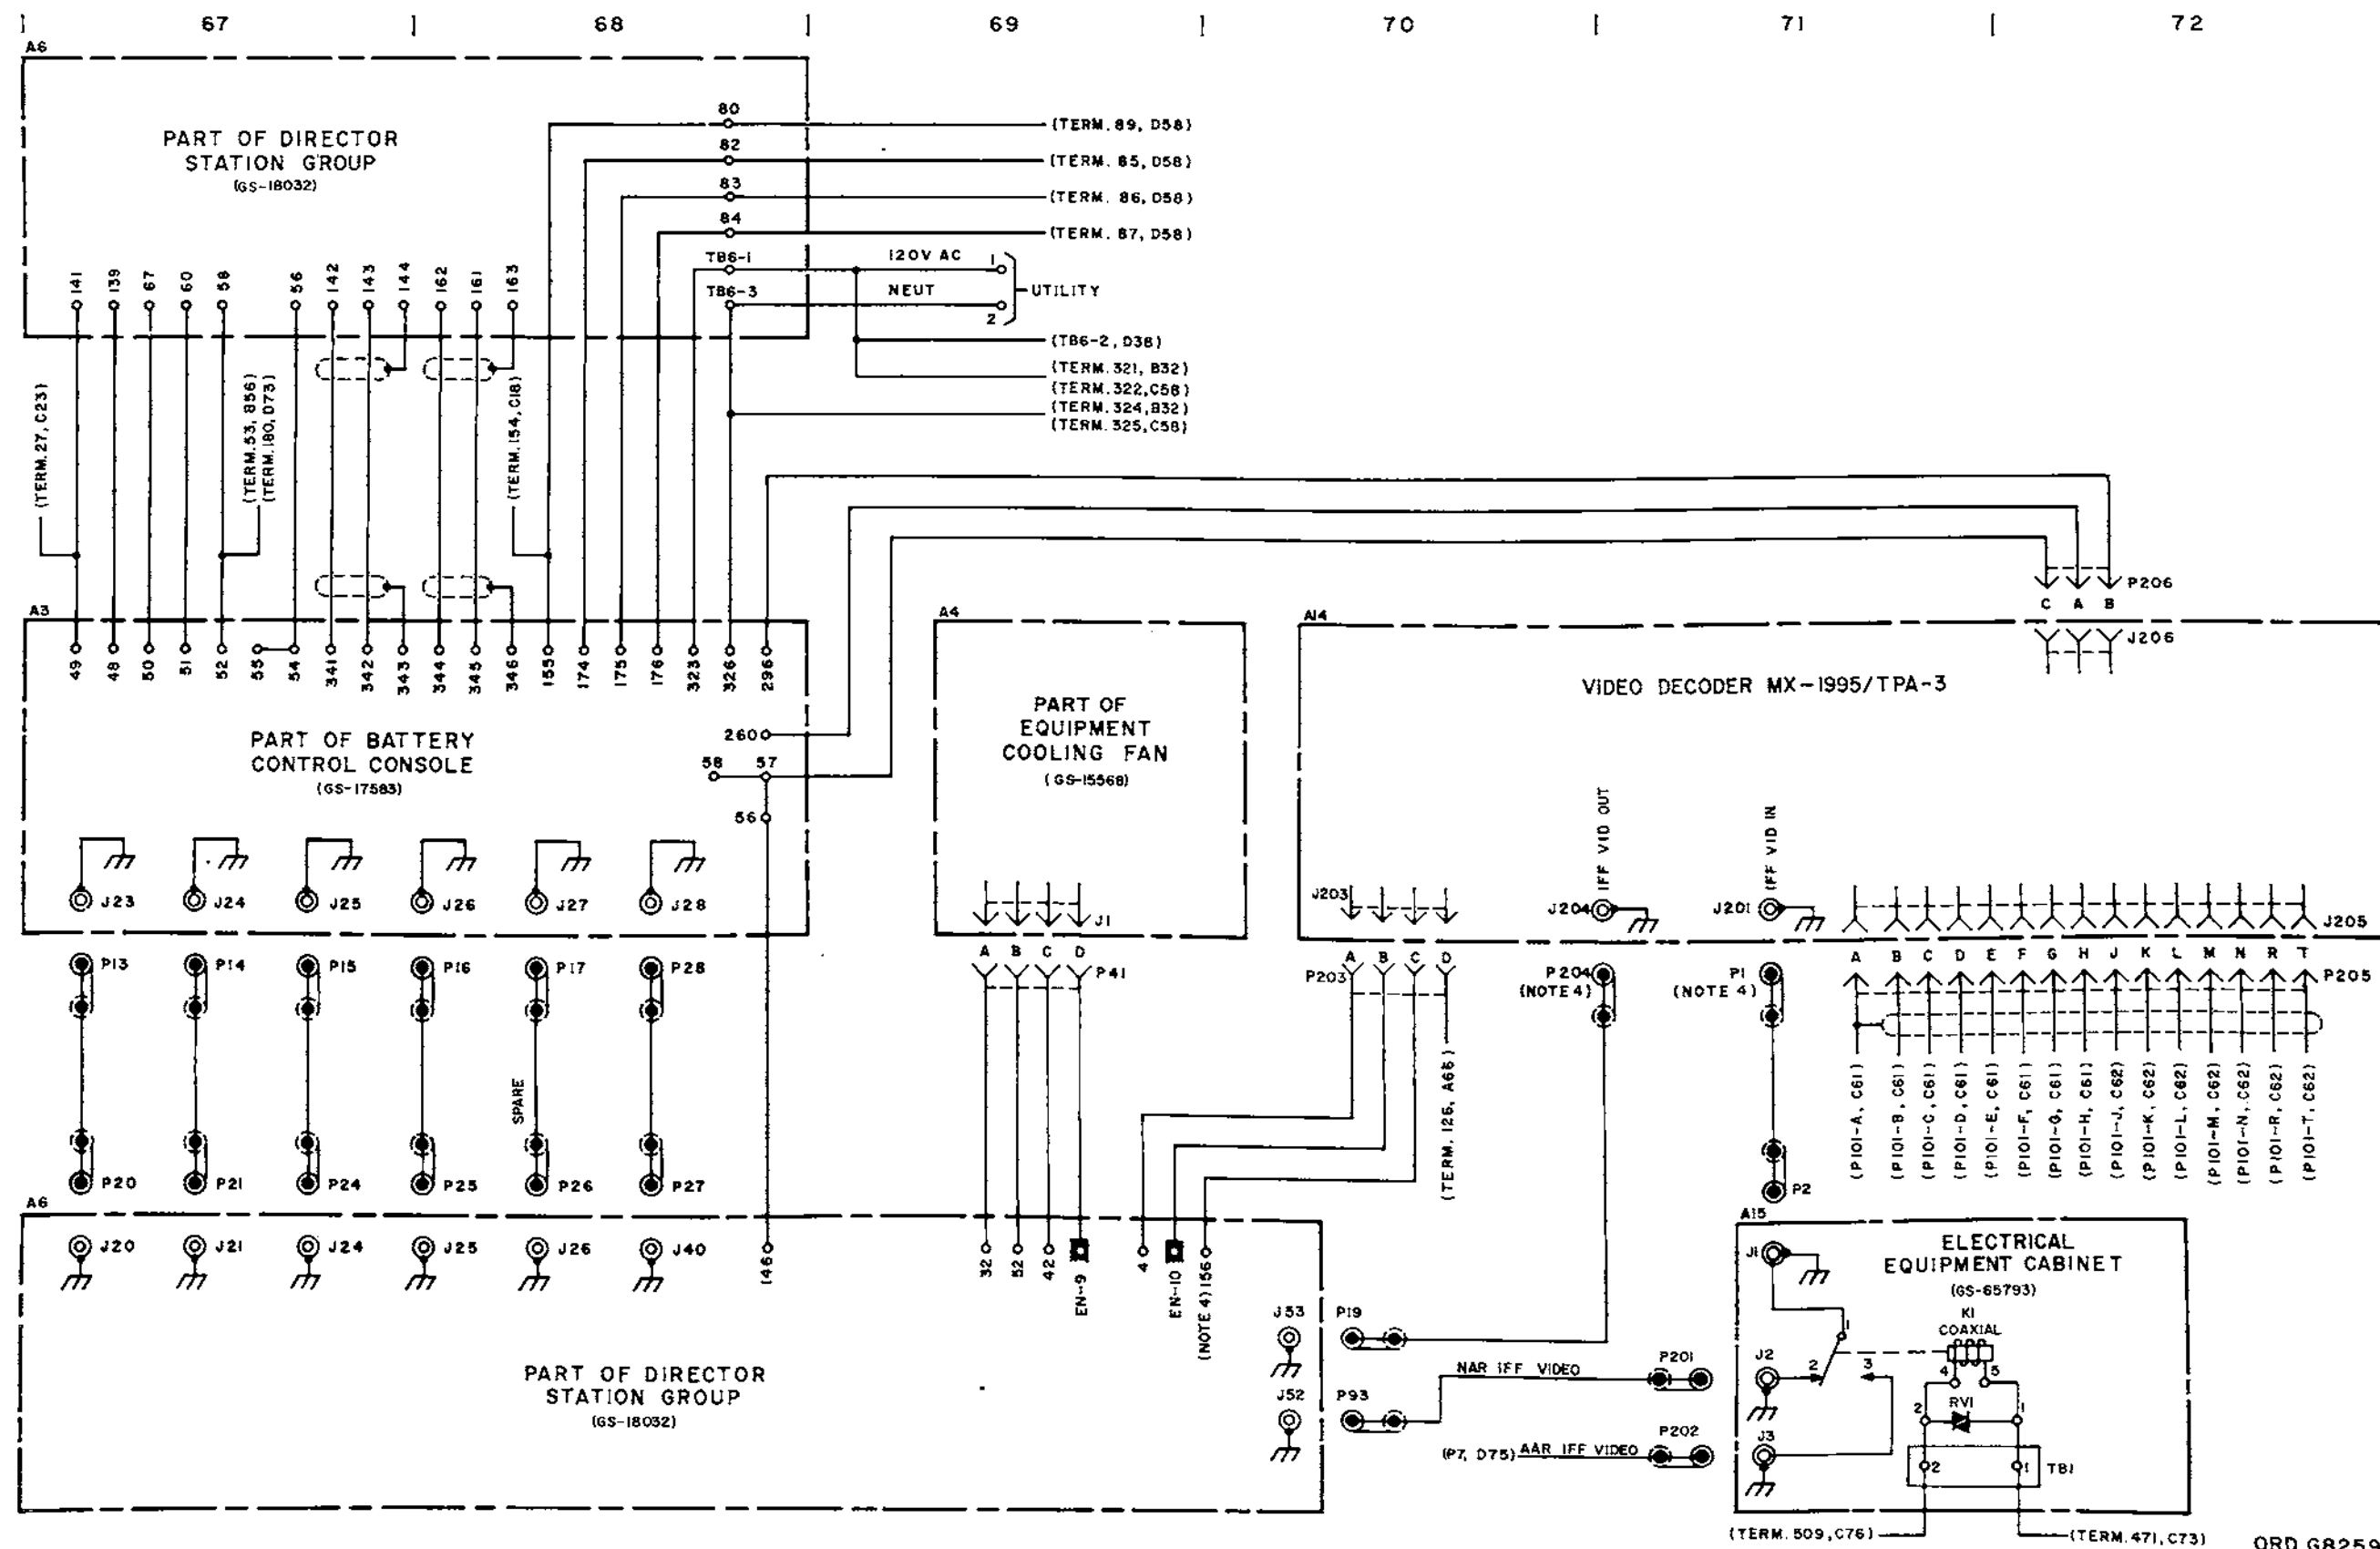 67
68
69
70
71
72
A6
PART OF DIRECTOR
STATION GROUP
(GS-18032)
80
(TERM. 89, D58)
82
(TERM. 85, D58)
83
(TERM. 86, D58)
84
(TERM. 87, D58)
TB6-1
120V AC
1
TB6-3
NEUT
2
UTILITY
(TB6-2, D38)
(TERM. 321, B32)
(TERM. 322, C58)
(TERM. 324, B32)
(TERM. 325, C58)
141
139
67
60
58
56
142
143
144
162
161
163
(TERM. 27, C23)
(TERM. 53, B56)
(TERM. 180, D73)
(TERM. 154, C18)
P206
C A B
J206
A3
49
48
50
51
52
55
54
341
342
343
344
345
346
155
174
175
176
323
326
296
PART OF BATTERY
CONTROL CONSOLE
(GS-17583)
260
58
57
56
J23
J24
J25
J26
J27
J28
A4
PART OF
EQUIPMENT
COOLING FAN
(GS-15568)
J1
A B C D
P41
A14
VIDEO DECODER MX-1995/TPA-3
J203
IFF VID OUT
J204
IFF VID IN
J201
J205
A B C D
P203
P204
(NOTE 4)
P1
(NOTE 4)
A B C D E F G H J K L M N R T
P205
P13
P14
P15
P16
P17
P28
SPARE
P20
P21
P24
P25
P26
P27
(TERM. 126, A66)
(P101-A, C61)
(P101-B, C61)
(P101-C, C61)
(P101-D, C61)
(P101-E, C61)
(P101-F, C61)
(P101-G, C61)
(P101-H, C61)
(P101-J, C62)
(P101-K, C62)
(P101-L, C62)
(P101-M, C62)
(P101-N, C62)
(P101-R, C62)
(P101-T, C62)
P2
A6
J20
J21
J24
J25
J26
J40
146
32
52
42
EN-9
4
EN-10
(NOTE 4) 156
PART OF DIRECTOR
STATION GROUP
(GS-18032)
J53
P19
J52
P93
NAR IFF VIDEO
P201
(P7, D75) AAR IFF VIDEO
P202
A15
ELECTRICAL
EQUIPMENT CABINET
(GS-65793)
J1
K1
COAXIAL
1
J2
2
3
4
5
RV1
2
1
J3
2
1
TB1
(TERM. 509, C76)
(TERM. 471, C73)
ORD G8259